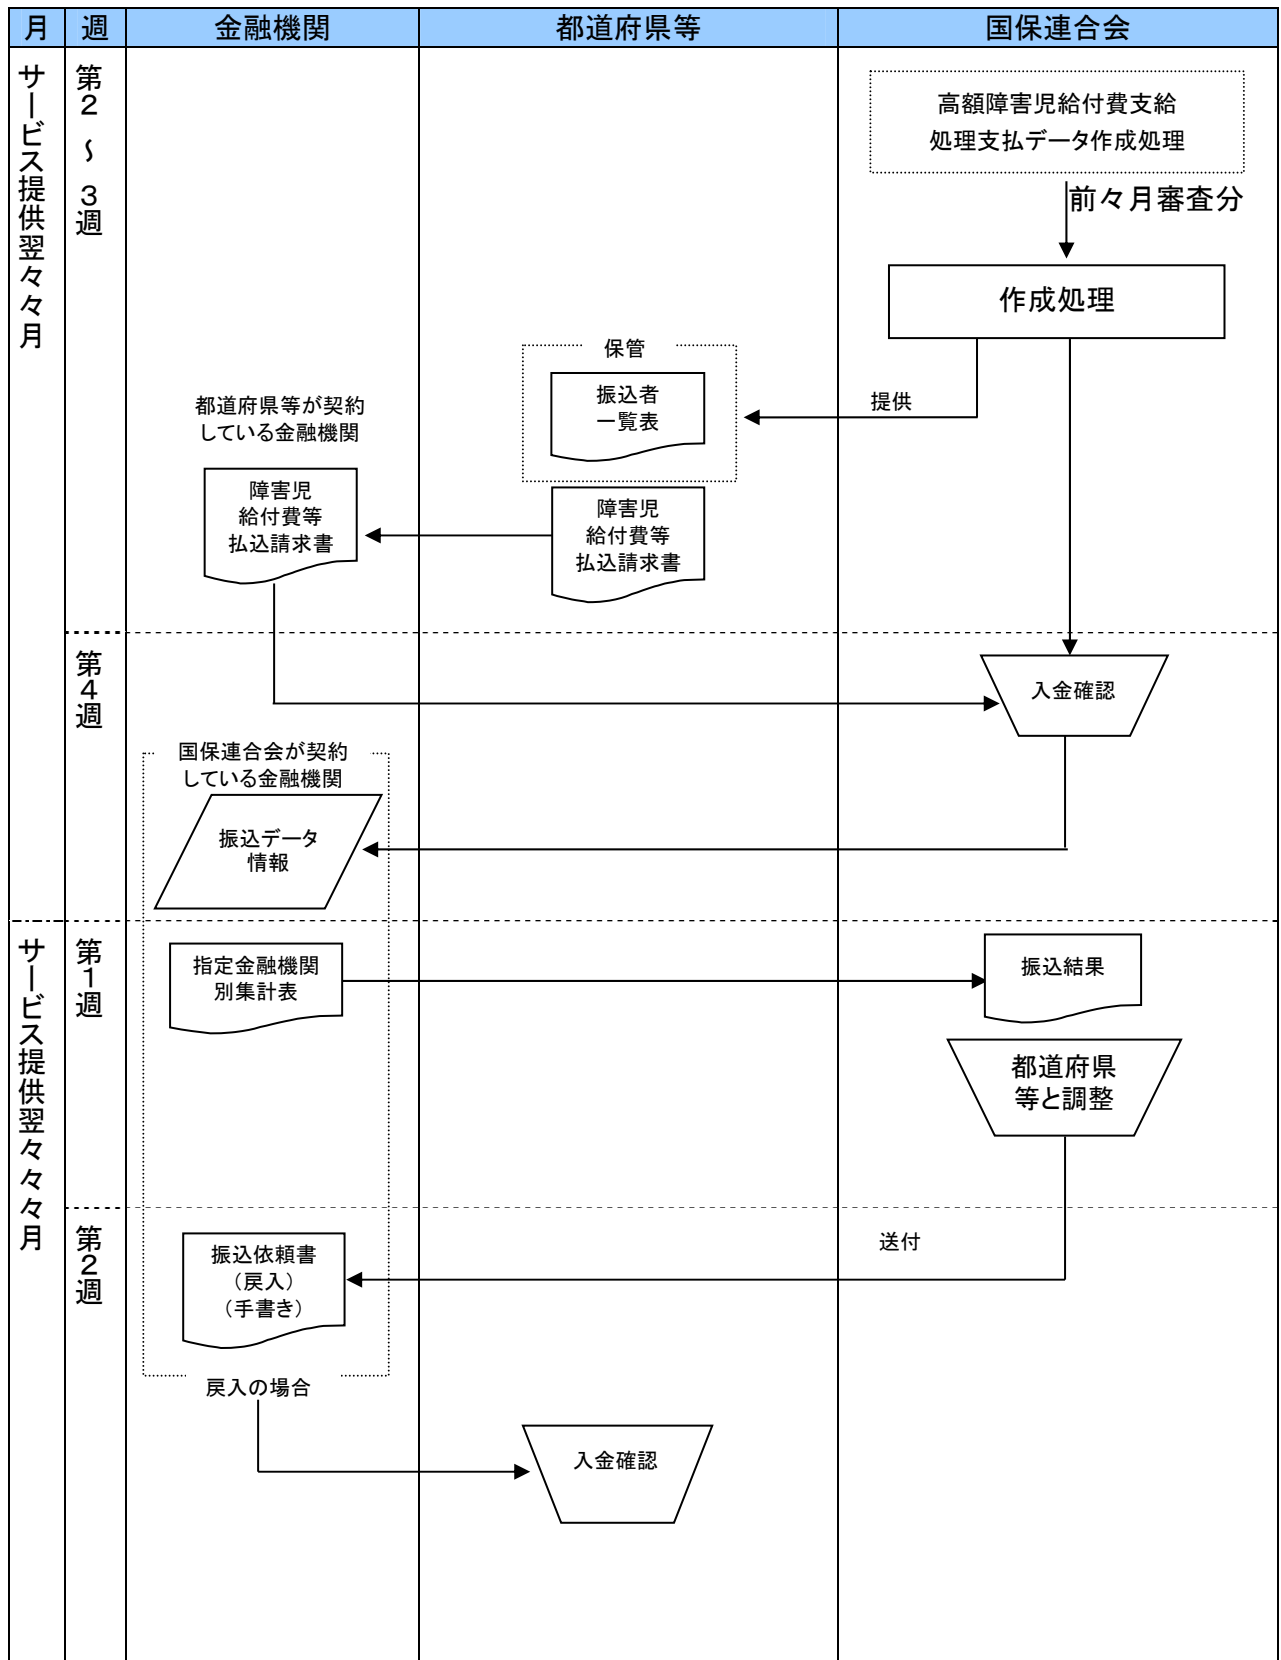 月 週 金融機関 都道府県等 国保連合会
サービス提供翌々月
第2～3週
高額障害児給付費支給
処理支払データ作成処理
前々月審査分
作成処理
保管
振込者
一覧表
提供
都道府県等が契約
している金融機関
障害児
給付費等
払込請求書
障害児
給付費等
払込請求書
第4週
入金確認
国保連合会が契約
している金融機関
振込データ
情報
サービス提供翌々々月
第1週
指定金融機関
別集計表
振込結果
都道府県
等と調整
第2週
送付
振込依頼書
（戻入）
（手書き）
戻入の場合
入金確認